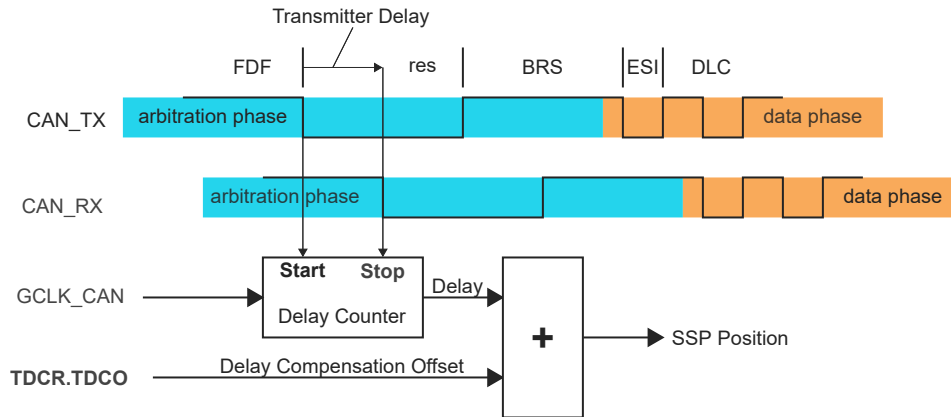 Transmitter Delay
FDF res BRS ESI DLC
CAN_TX arbitration phase data phase
CAN_RX arbitration phase data phase
Start Stop
GCLK_CAN Delay Counter Delay
+ SSP Position
TDCR.TDCO Delay Compensation Offset